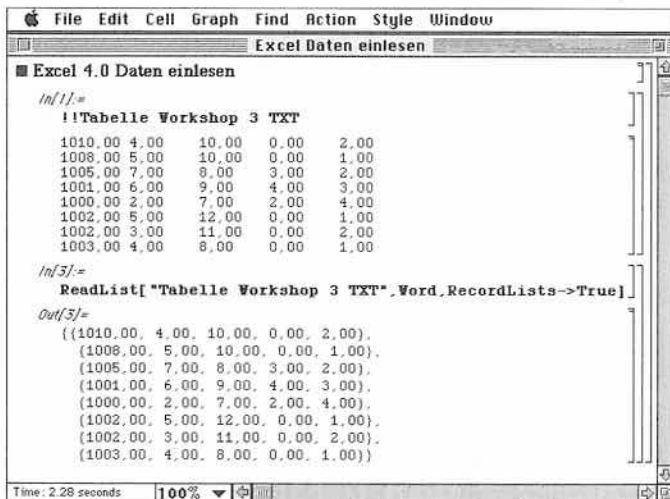 File Edit Cell Graph Find Action Style Window
Excel Daten einlesen
Excel 4.0 Daten einlesen
In[1]:=
!!Tabelle Workshop 3 TXT
1010,00 4,00 10,00 0,00 2,00
1008,00 5,00 10,00 0,00 1,00
1005,00 7,00 8,00 3,00 2,00
1001,00 6,00 9,00 4,00 3,00
1000,00 2,00 7,00 2,00 4,00
1002,00 5,00 12,00 0,00 1,00
1002,00 3,00 11,00 0,00 2,00
1003,00 4,00 8,00 0,00 1,00
In[3]:=
ReadList["Tabelle Workshop 3 TXT",Word,RecordLists->True]
Out[3]=
{{1010,00, 4,00, 10,00, 0,00, 2,00},
{1008,00, 5,00, 10,00, 0,00, 1,00},
{1005,00, 7,00, 8,00, 3,00, 2,00},
{1001,00, 6,00, 9,00, 4,00, 3,00},
{1000,00, 2,00, 7,00, 2,00, 4,00},
{1002,00, 5,00, 12,00, 0,00, 1,00},
{1002,00, 3,00, 11,00, 0,00, 2,00},
{1003,00, 4,00, 8,00, 0,00, 1,00}}
Time: 2.28 seconds 100%